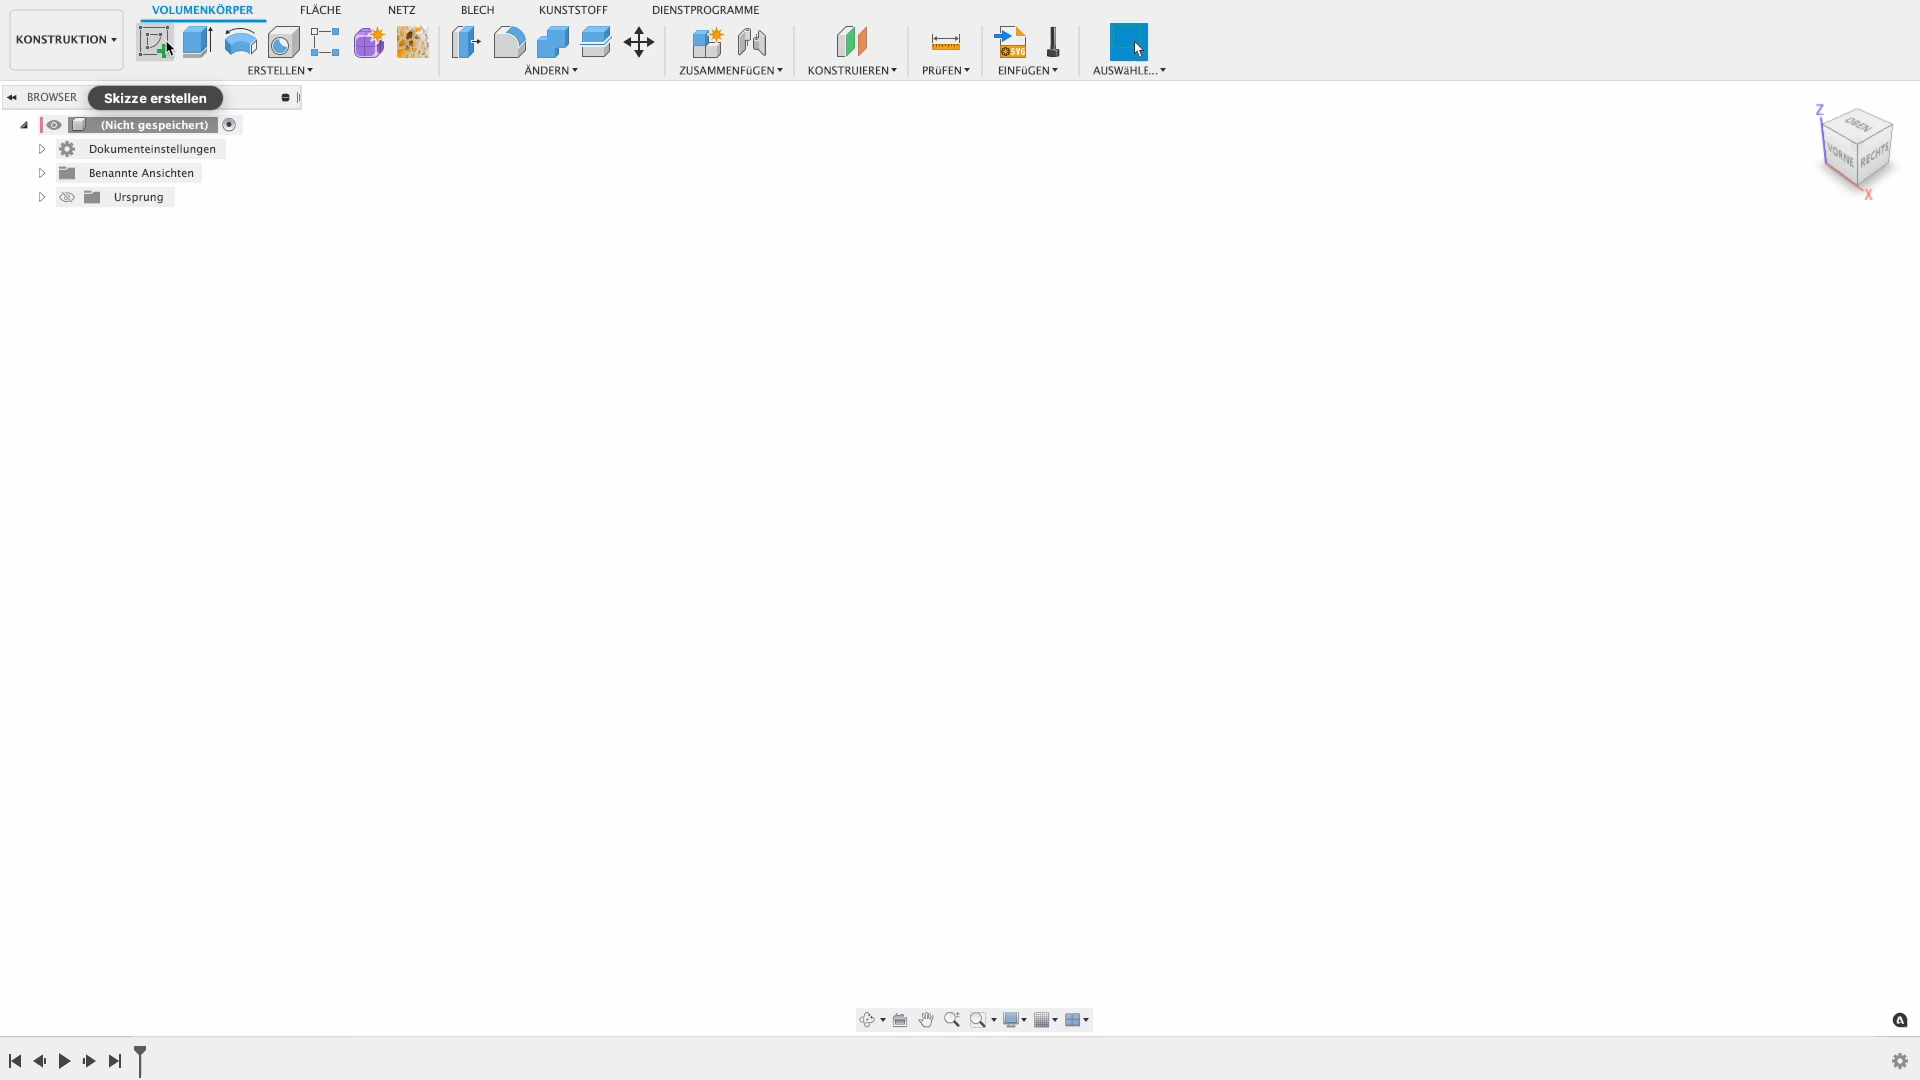 VOLUMENKÖRPER FLÄCHE NETZ BLECH KUNSTSTOFF DIENSTPROGRAMME
KONSTRUKTION
SVG
ERSTELLEN ÄNDERN ZUSAMMENFüGEN KONSTRUIEREN PRüFEN EINFüGEN AUSWäHLE...
BROWSER
Skizze erstellen
(Nicht gespeichert)
Dokumenteinstellungen
Benannte Ansichten
Ursprung
Z
OBEN
VORNE RECHTS
X